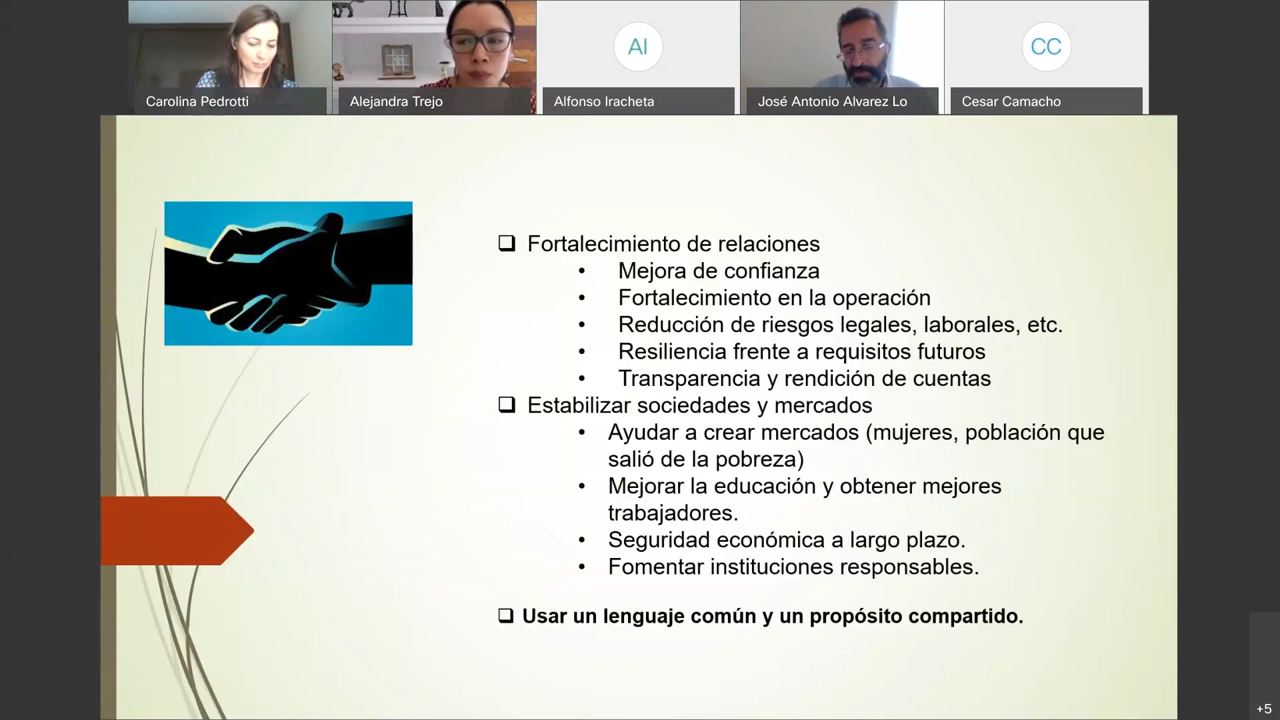 AI
CC
Carolina Pedrotti
Alejandra Trejo
Alfonso Iracheta
José Antonio Alvarez Lo
Cesar Camacho
Fortalecimiento de relaciones
• Mejora de confianza
• Fortalecimiento en la operación
• Reducción de riesgos legales, laborales, etc.
• Resiliencia frente a requisitos futuros
• Transparencia y rendición de cuentas
Estabilizar sociedades y mercados
• Ayudar a crear mercados (mujeres, población que
salió de la pobreza)
• Mejorar la educación y obtener mejores
trabajadores.
• Seguridad económica a largo plazo.
• Fomentar instituciones responsables.
Usar un lenguaje común y un propósito compartido.
+5